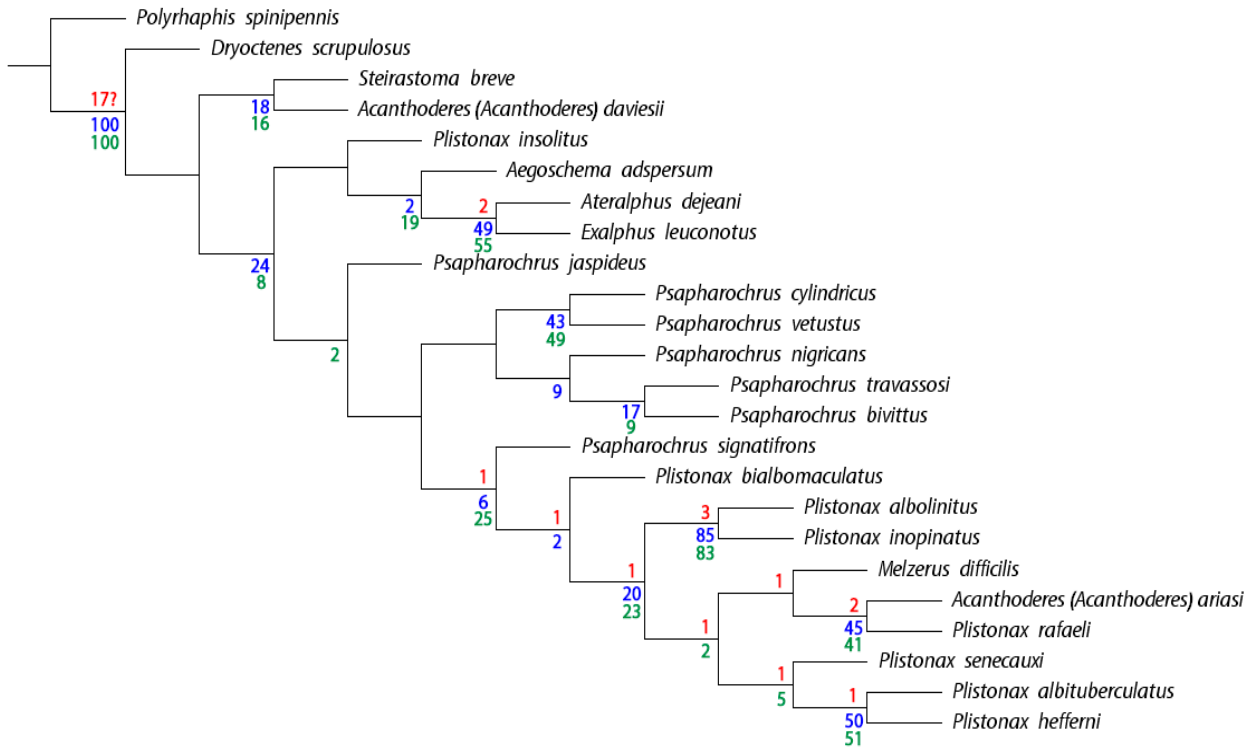 Polyrhaphis spinipennis
Dryoctenes scrupulosus
Steirastoma breve
17?
18
Acanthoderes (Acanthoderes) daviesii
100
16
100
Plistonax insolitus
Aegoschema adspersum
2
2
Ateralphus dejeani
19
49
Exalphus leuconotus
55
24
Psapharochrus jaspideus
8
Psapharochrus cylindricus
43
Psapharochrus vetustus
49
2
Psapharochrus nigricans
9
Psapharochrus travassosi
17
Psapharochrus bivittus
9
Psapharochrus signatifrons
1
Plistonax bialbomaculatus
6
25
1
3
Plistonax albolinitus
2
85
Plistonax inopinatus
83
1
1
Melzerus difficilis
20
23
2
Acanthoderes (Acanthoderes) ariasi
1
45
Plistonax rafaeli
2
41
1
Plistonax senecauxi
5
1
Plistonax albituberculatus
50
Plistonax hefferni
51